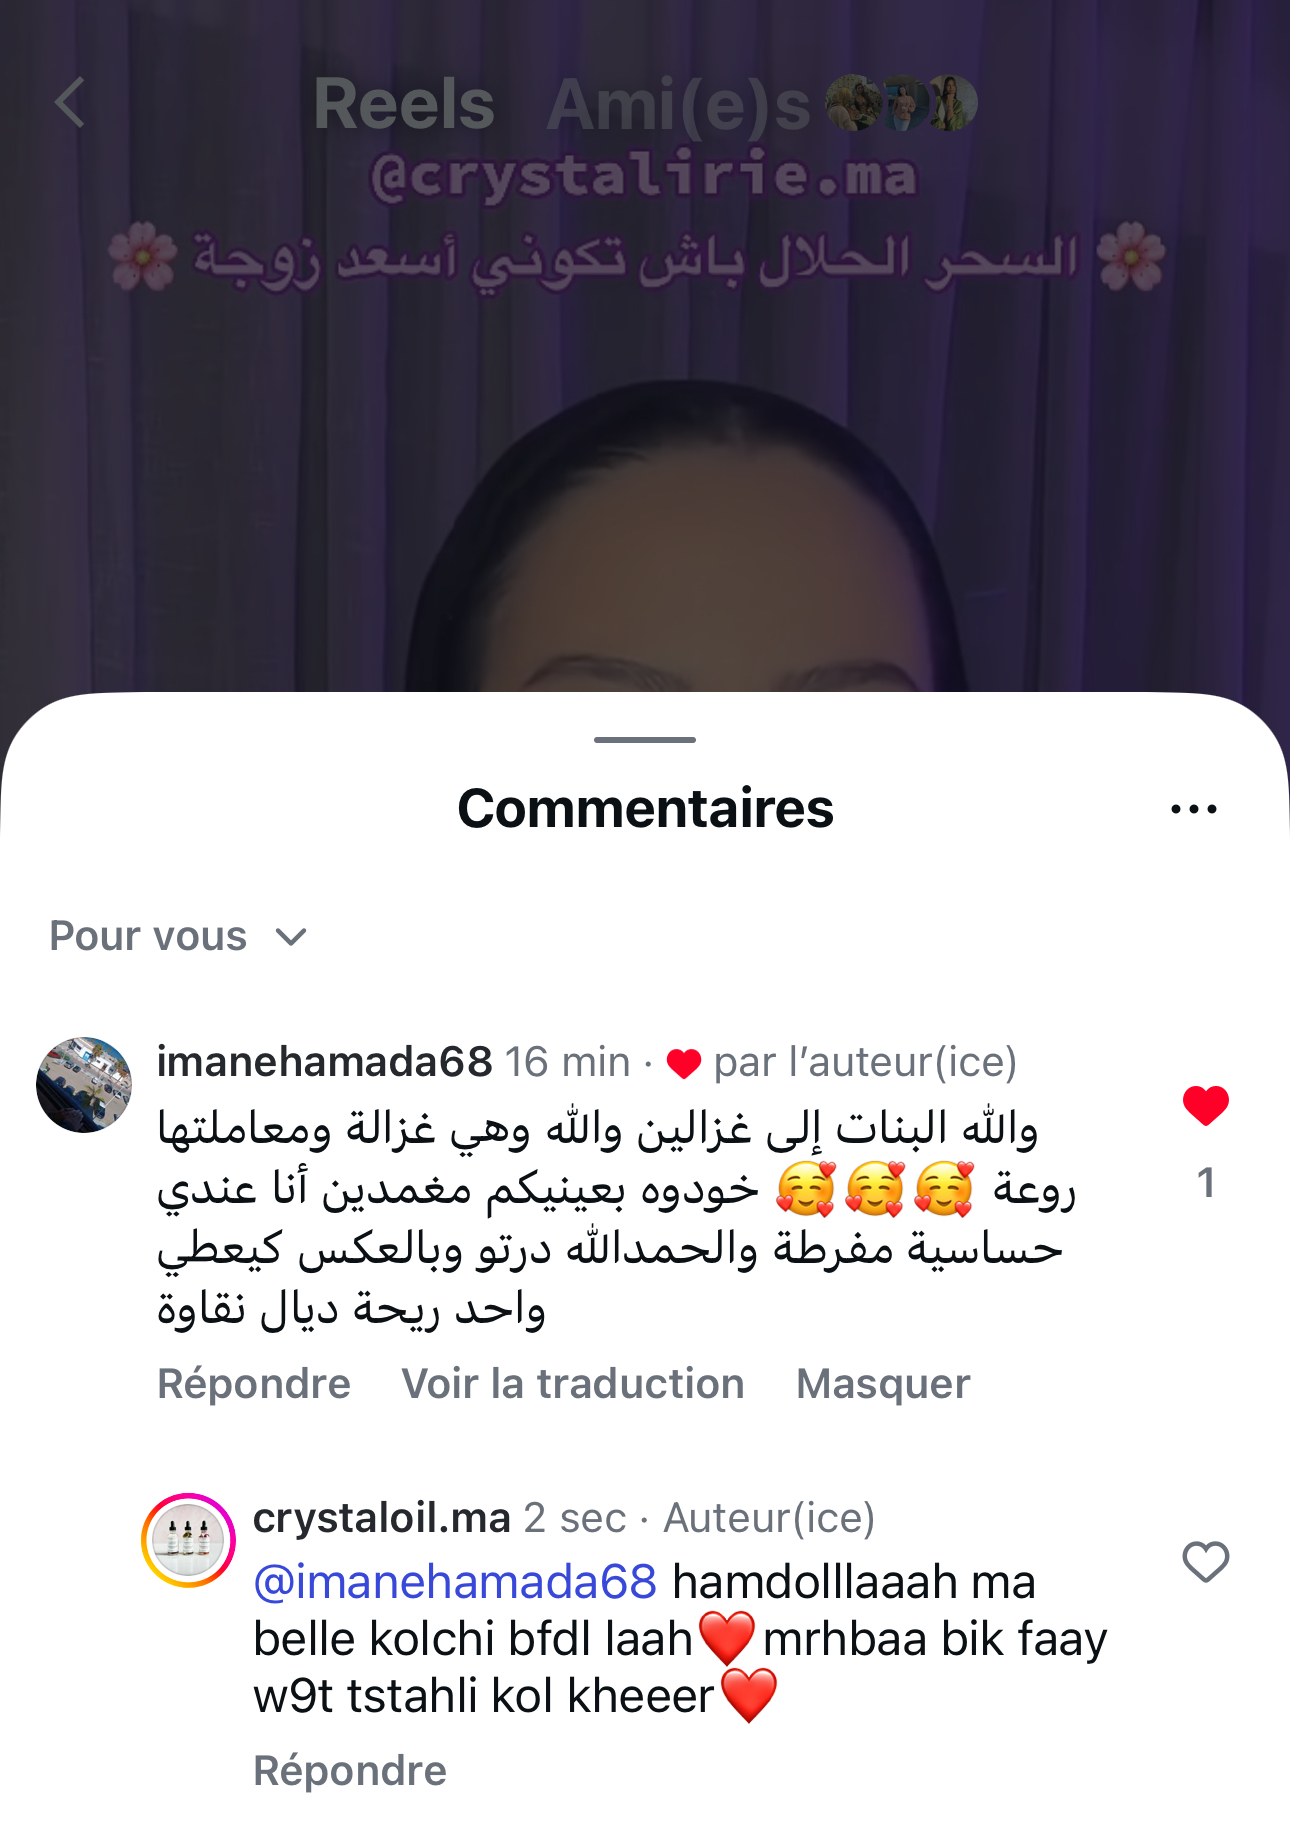 Reels Ami(e)s
@crystalirie.ma
🌸 السحر الحلال باش تكوني أسعد زوجة 🌸
Commentaires
Pour vous
imanehamada68 16 min · ❤️ par l’auteur(ice)
والله البنات إلى غزالين والله وهي غزالة ومعاملتها
روعة 🥰🥰🥰 خودوه بعينيكم مغمدين أنا عندي
حساسية مفرطة والحمدالله درتو وبالعكس كيعطي
واحد ريحة ديال نقاوة
1
Répondre Voir la traduction Masquer
crystaloil.ma 2 sec · Auteur(ice)
@imanehamada68 hamdolllaaah ma
belle kolchi bfdl laah❤️mrhbaa bik faay
w9t tstahli kol kheeer❤️
Répondre